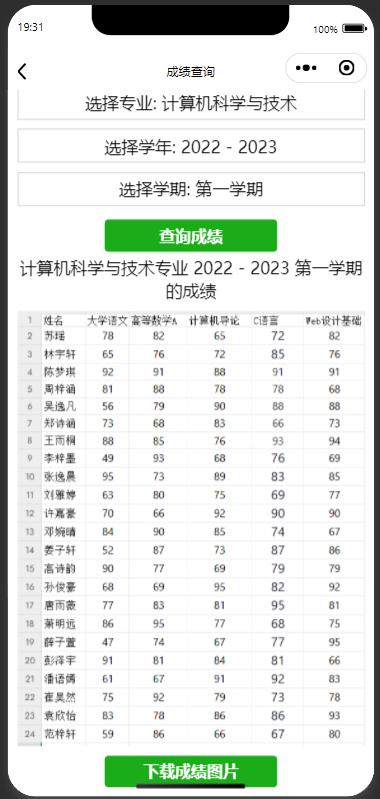 19:31
100%
成绩查询
选择专业: 计算机科学与技术
选择学年: 2022 - 2023
选择学期: 第一学期
查询成绩
计算机科学与技术专业 2022 - 2023 第一学期
的成绩
1 姓名 大学语文 高等数学A 计算机导论 C语言 Web设计基础
2 苏瑶 78 82 65 72 82
3 林宇轩 65 76 72 85 76
4 陈梦琪 92 91 88 91 91
5 周梓涵 81 88 78 78 68
6 吴逸凡 56 79 90 88 88
7 郑诗涵 73 68 83 66 73
8 王雨桐 88 85 76 93 94
9 李梓墨 49 93 68 76 69
10 张逸晨 95 73 89 83 85
11 刘雅婷 63 80 75 69 77
12 许嘉豪 70 66 92 90 90
13 邓婉晴 84 90 85 74 67
14 姜子轩 52 87 73 87 86
15 高诗韵 90 77 69 79 79
16 孙俊豪 68 69 95 82 92
17 唐雨薇 77 83 81 95 81
18 萧明远 86 95 77 68 75
19 薛子萱 47 74 67 77 95
20 彭泽宇 91 81 84 81 66
21 潘语嫣 61 67 91 92 83
22 崔昊然 75 92 79 73 78
23 袁欣怡 83 78 86 86 93
24 范梓轩 59 86 66 67 80
下载成绩图片